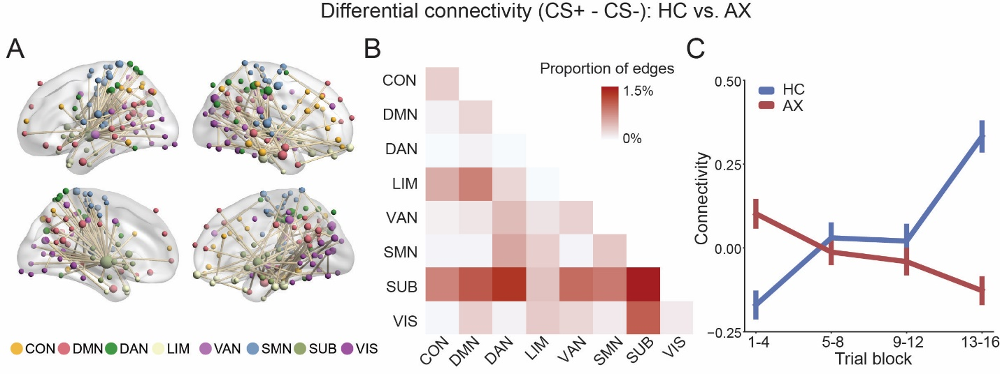 Differential connectivity (CS+ - CS-): HC vs. AX
A
B
C
CON DMN DAN LIM VAN SMN SUB VIS
Proportion of edges
1.5%
0%
CON
DMN
DAN
LIM
VAN
SMN
SUB
VIS
CON DMN DAN LIM VAN SMN SUB VIS
HC
AX
Connectivity
0.50
0.25
0.00
−0.25
1-4 5-8 9-12 13-16
Trial block